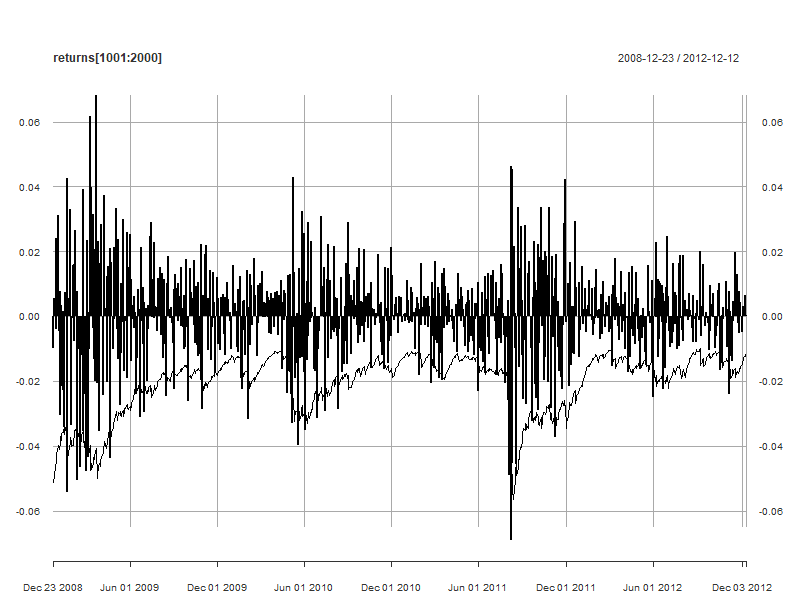 returns[1001:2000]
2008-12-23 / 2012-12-12
0.06
0.06
0.04
0.04
0.02
0.02
0.00
0.00
-0.02
-0.02
-0.04
-0.04
-0.06
-0.06
Dec 23 2008
Jun 01 2009
Dec 01 2009
Jun 01 2010
Dec 01 2010
Jun 01 2011
Dec 01 2011
Jun 01 2012
Dec 03 2012